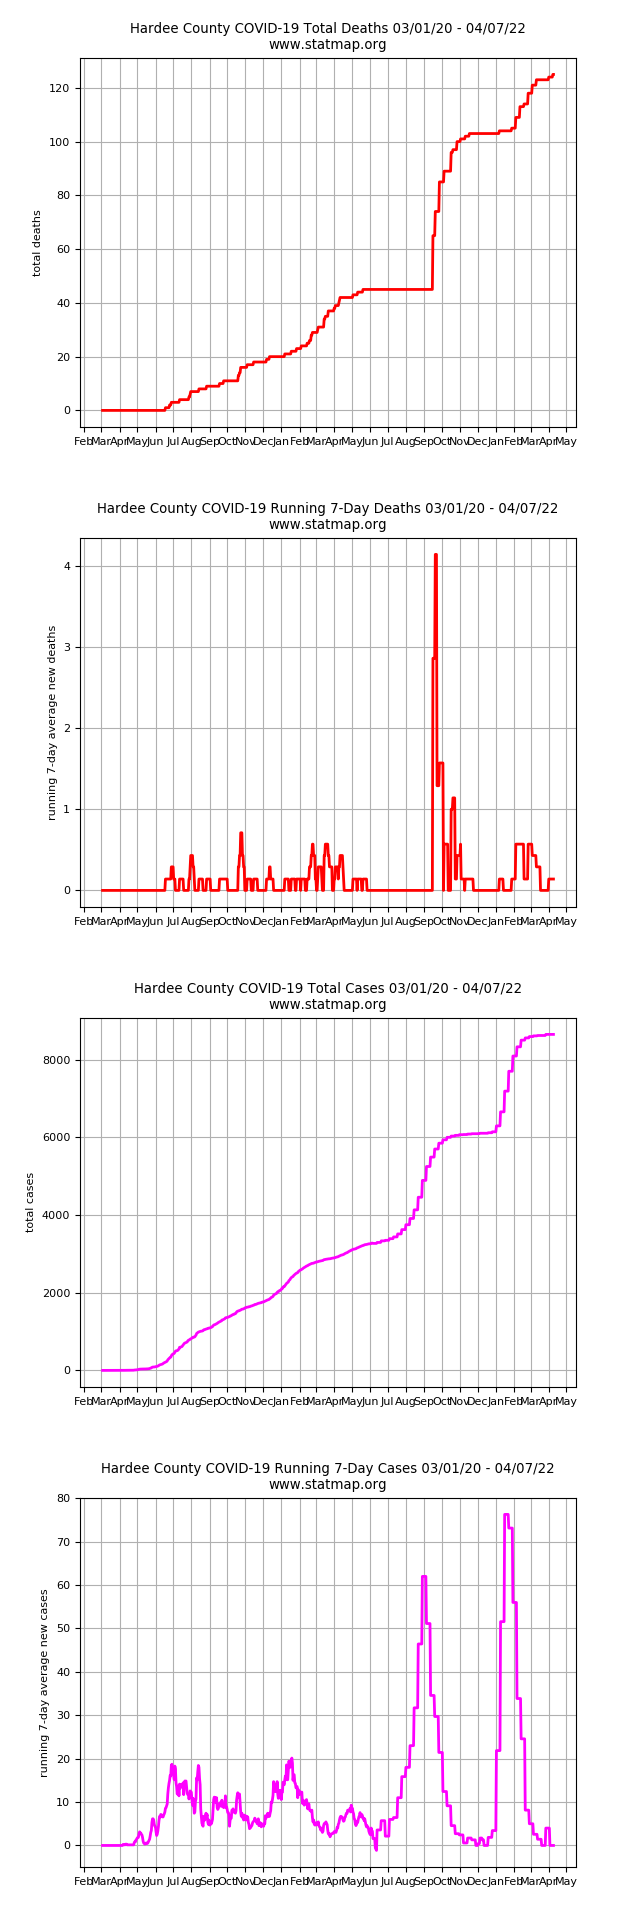 Hardee County COVID-19 Total Deaths 03/01/20 - 04/07/22
www.statmap.org
120
100
80
60
40
20
0
total deaths
Feb Mar Apr May Jun Jul Aug Sep Oct Nov Dec Jan Feb Mar Apr May Jun Jul Aug Sep Oct Nov Dec Jan Feb Mar Apr May
Hardee County COVID-19 Running 7-Day Deaths 03/01/20 - 04/07/22
www.statmap.org
4
3
2
1
0
running 7-day average new deaths
Feb Mar Apr May Jun Jul Aug Sep Oct Nov Dec Jan Feb Mar Apr May Jun Jul Aug Sep Oct Nov Dec Jan Feb Mar Apr May
Hardee County COVID-19 Total Cases 03/01/20 - 04/07/22
www.statmap.org
8000
6000
4000
2000
0
total cases
Feb Mar Apr May Jun Jul Aug Sep Oct Nov Dec Jan Feb Mar Apr May Jun Jul Aug Sep Oct Nov Dec Jan Feb Mar Apr May
Hardee County COVID-19 Running 7-Day Cases 03/01/20 - 04/07/22
www.statmap.org
80
70
60
50
40
30
20
10
0
running 7-day average new cases
Feb Mar Apr May Jun Jul Aug Sep Oct Nov Dec Jan Feb Mar Apr May Jun Jul Aug Sep Oct Nov Dec Jan Feb Mar Apr May